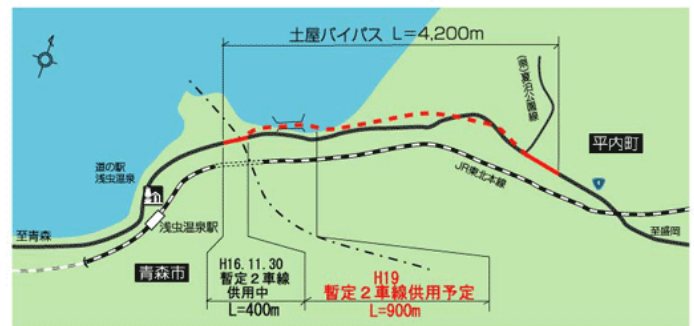 土屋バイパス L=4,200m
(県)夏泊公園線
平内町
道の駅
浅虫温泉
JR東北本線
4
浅虫温泉駅
至青森
至盛岡
青森市
H16.11.30
暫定2車線
供用中
L=400m
H19
暫定2車線供用予定
L=900m